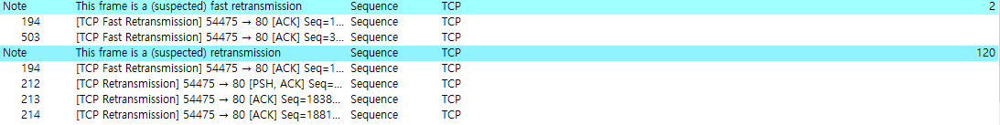 Note This frame is a (suspected) fast retransmission Sequence TCP 2
194 [TCP Fast Retransmission] 54475 → 80 [ACK] Seq=1... Sequence TCP
503 [TCP Fast Retransmission] 54475 → 80 [ACK] Seq=3... Sequence TCP
Note This frame is a (suspected) retransmission Sequence TCP 120
194 [TCP Fast Retransmission] 54475 → 80 [ACK] Seq=1... Sequence TCP
212 [TCP Retransmission] 54475 → 80 [PSH, ACK] Seq=... Sequence TCP
213 [TCP Retransmission] 54475 → 80 [ACK] Seq=1838... Sequence TCP
214 [TCP Retransmission] 54475 → 80 [ACK] Seq=1881... Sequence TCP